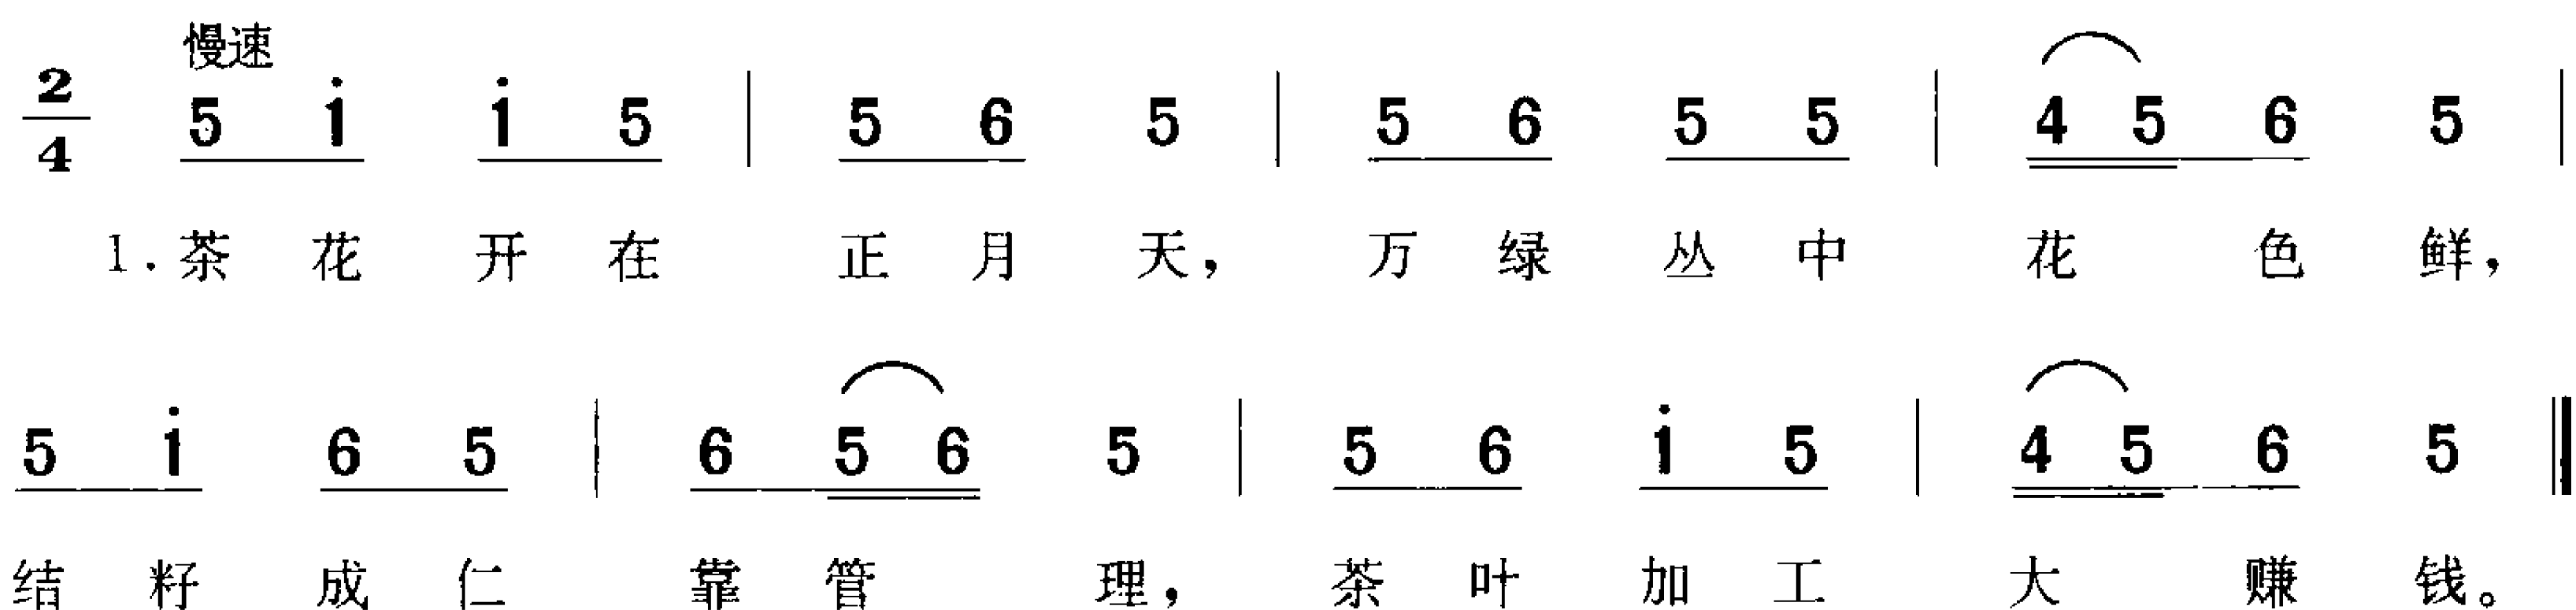 慢速
2/4 5 i̇ i̇ 5 | 5 6 5 | 5 6 5 5 | 4 5 6 5 |
1.茶花开在 正月天，万绿丛中 花色鲜，
5 i̇ 6 5 | 6 5 6 5 | 5 6 i̇ 5 | 4 5 6 5 ‖
结籽成仁 靠管理，茶叶加工 大赚钱。